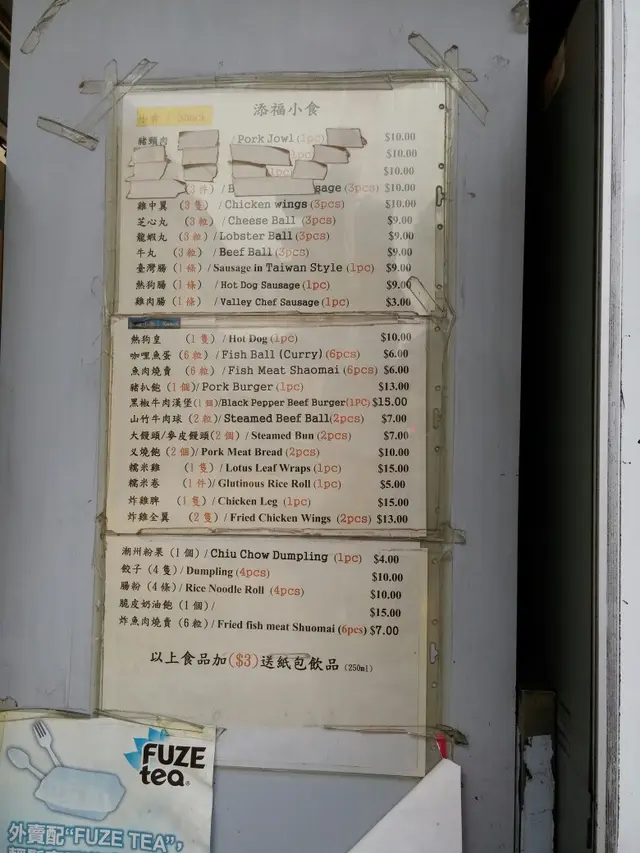 添福小食
Snack
豬頸肉 /Pork Jowl (1pc) $10.00
$10.00
$10.00
(3件) / sage (3pcs) $10.00
雞中翼 (3隻) /Chicken wings (3pcs) $10.00
芝心丸 (3粒) /Cheese Ball (3pcs) $9.00
龍蝦丸 (3粒) /Lobster Ball (3pcs) $9.00
牛丸 (3粒) /Beef Ball (3pcs) $9.00
臺灣腸 (1條) /Sausage in Taiwan Style (1pc) $9.00
熱狗腸 (1條) / Hot Dog Sausage (1pc) $9.00
雞肉腸 (1條) / Valley Chef Sausage (1pc) $3.00
熱狗皇 (1隻) /Hot Dog (1pc) $10.00
咖哩魚蛋 (6粒) /Fish Ball (Curry) (6pcs) $6.00
魚肉燒賣 (6粒) /Fish Meat Shaomai (6pcs) $6.00
豬扒飽 (1個) /Pork Burger (1pc) $13.00
黑椒牛肉漢堡 (1個) /Black Pepper Beef Burger(1PC) $15.00
山竹牛肉球 (2粒) / Steamed Beef Ball(2pcs) $7.00
大饅頭/麥皮饅頭(2個) / Steamed Bun (2pcs) $7.00
叉燒飽 (2個) / Pork Meat Bread (2pcs) $10.00
糯米雞 (1隻) / Lotus Leaf Wraps (1pc) $15.00
糯米卷 (1件) / Glutinous Rice Roll (1pc) $5.00
炸雞髀 (1隻) / Chicken Leg (1pc) $15.00
炸雞全翼 (2隻) / Fried Chicken Wings (2pcs) $13.00
潮州粉果 (1個) / Chiu Chow Dumpling (1pc) $4.00
餃子 (4隻) / Dumpling (4pcs) $10.00
腸粉 (4條) / Rice Noodle Roll (4pcs) $10.00
脆皮奶油飽 (1個) / $15.00
炸魚肉燒賣 (6粒) / Fried fish meat Shuomai (6pcs) $7.00
以上食品加($3)送紙包飲品 (250ml)
FUZE
tea
外賣配“FUZE TEA”,